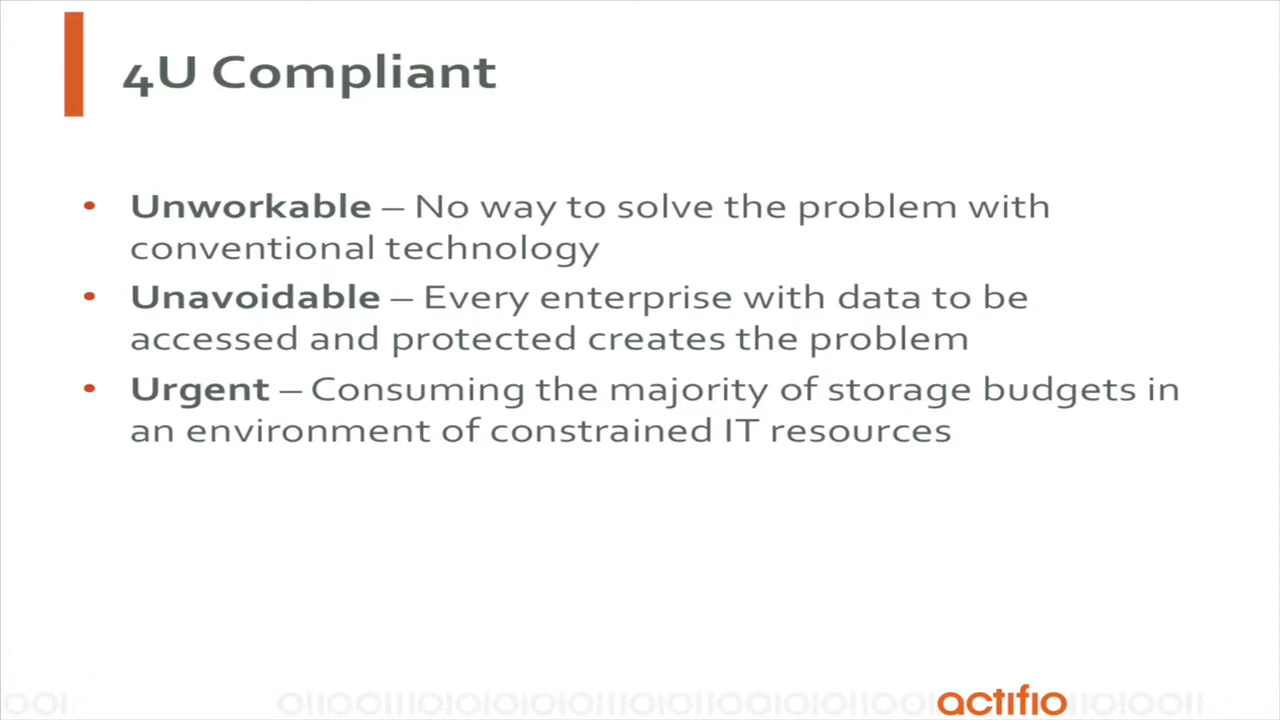 4U Compliant
• Unworkable – No way to solve the problem with
conventional technology
• Unavoidable – Every enterprise with data to be
accessed and protected creates the problem
• Urgent – Consuming the majority of storage budgets in
an environment of constrained IT resources
actifio